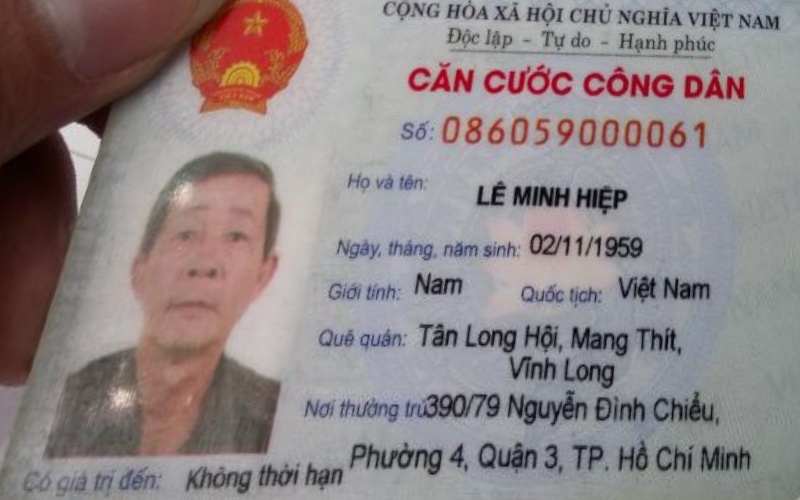 CỘNG HÒA XÃ HỘI CHỦ NGHĨA VIỆT NAM
Độc lập - Tự do - Hạnh phúc
CĂN CƯỚC CÔNG DÂN
Số: 086059000061
Họ và tên: LÊ MINH HIỆP
Ngày, tháng, năm sinh: 02/11/1959
Giới tính: Nam Quốc tịch: Việt Nam
Quê quán: Tân Long Hội, Mang Thít,
Vĩnh Long
Nơi thường trú: 390/79 Nguyễn Đình Chiểu,
Phường 4, Quận 3, TP. Hồ Chí Minh
Có giá trị đến: Không thời hạn